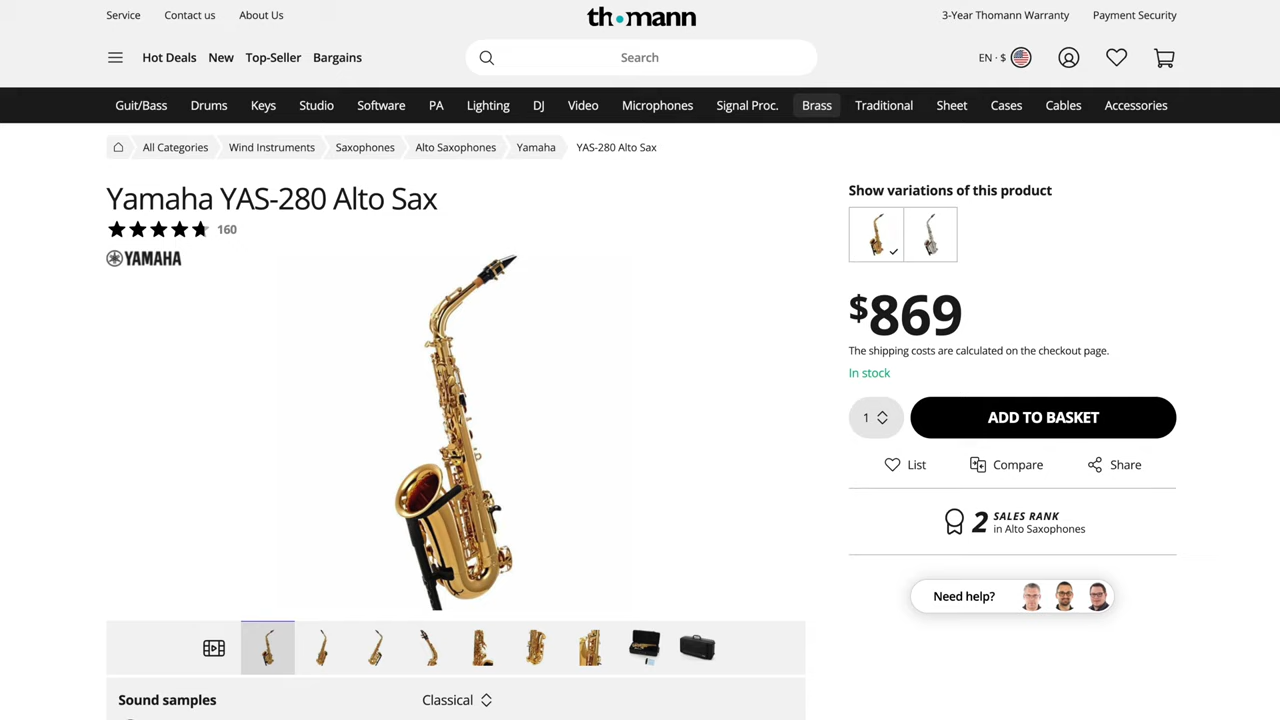 Service Contact us About Us
th•mann
3-Year Thomann Warranty Payment Security
Hot Deals New Top-Seller Bargains
Search
EN · $
Guit/Bass Drums Keys Studio Software PA Lighting DJ Video Microphones Signal Proc. Brass Traditional Sheet Cases Cables Accessories
All Categories Wind Instruments Saxophones Alto Saxophones Yamaha YAS-280 Alto Sax
Yamaha YAS-280 Alto Sax
160
YAMAHA
Show variations of this product
$869
The shipping costs are calculated on the checkout page.
In stock
1
ADD TO BASKET
List Compare Share
2 SALES RANK
in Alto Saxophones
Need help?
Sound samples Classical